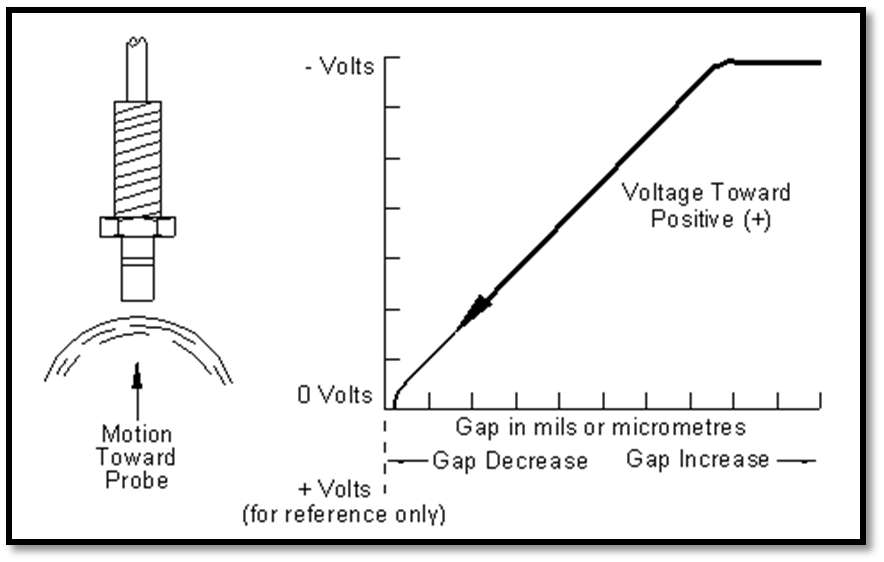 - Volts
Voltage Toward
Positive (+)
0 Volts
Gap in mils or micrometres
Gap Decrease
Gap Increase
+ Volts
(for reference only)
Motion
Toward
Probe